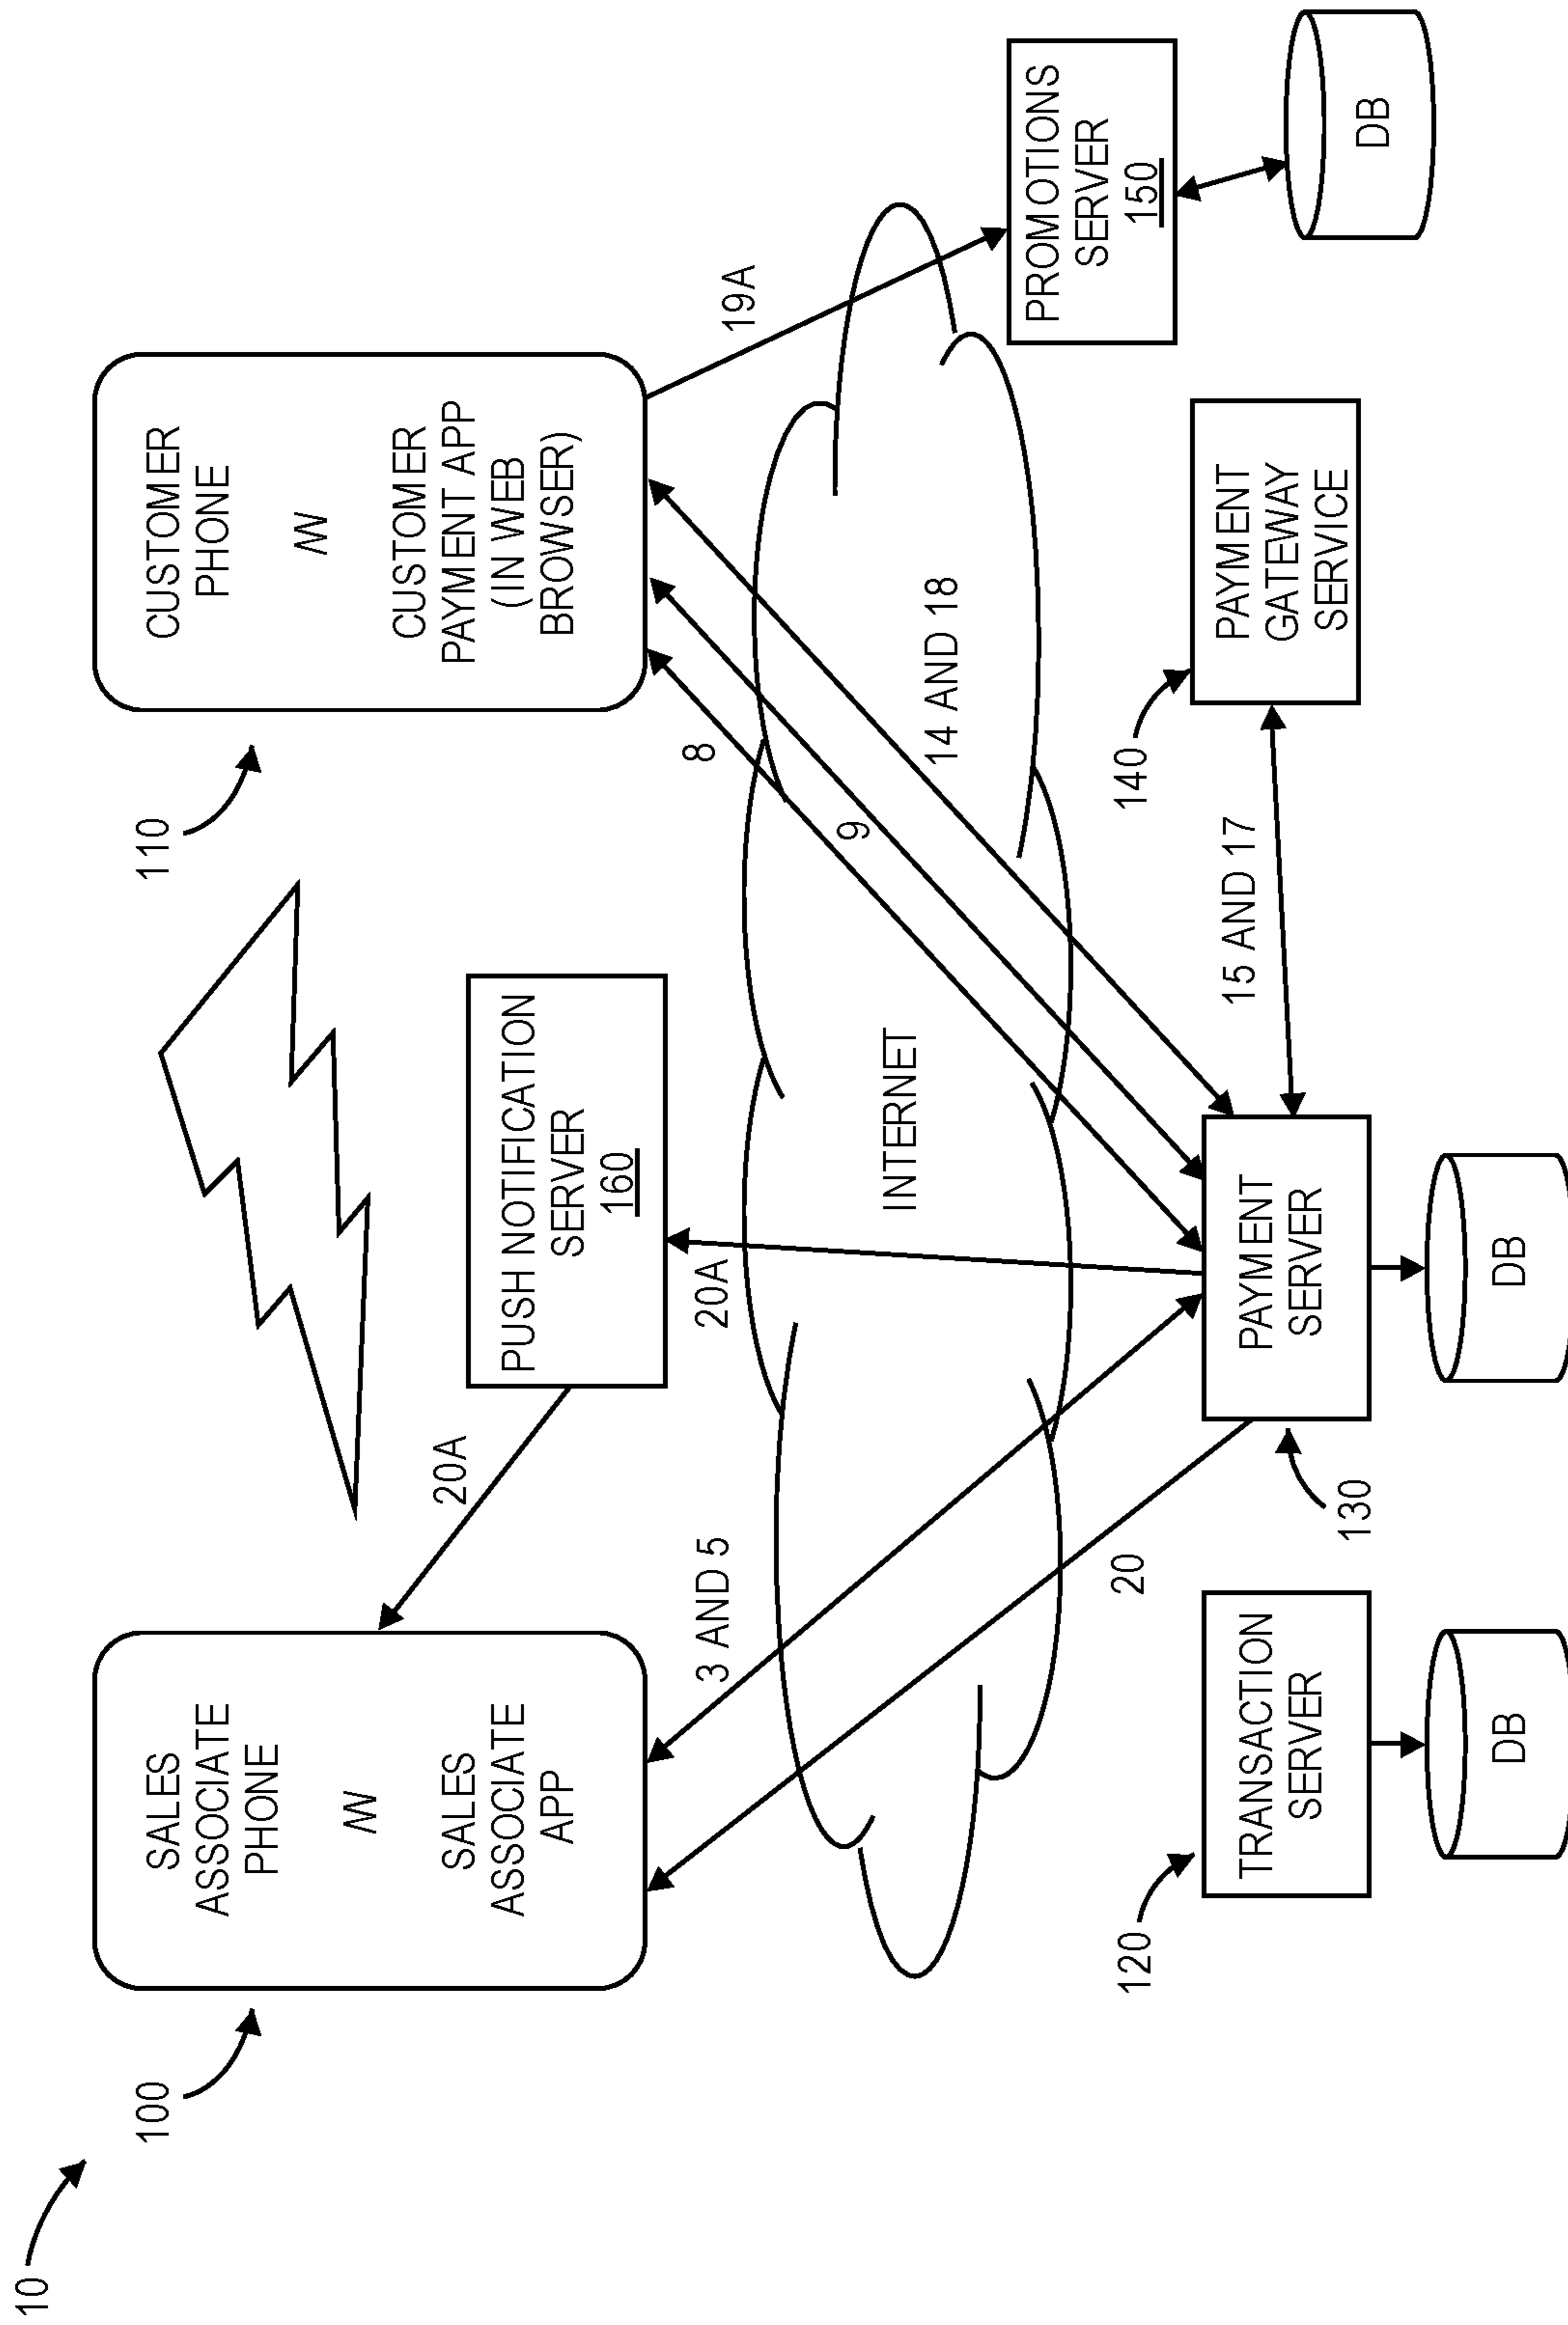 10
100
SALES
ASSOCIATE
PHONE
W/
SALES
ASSOCIATE
APP
110
CUSTOMER
PHONE
W/
CUSTOMER
PAYMENT APP
(IN WEB
BROWSER)
20A
PUSH NOTIFICATION
SERVER
160
3 AND 5
20A
8
19A
9
INTERNET
14 AND 18
PROMOTIONS
SERVER
150
DB
20
120
TRANSACTION
SERVER
DB
130
PAYMENT
SERVER
DB
15 AND 17
140
PAYMENT
GATEWAY
SERVICE